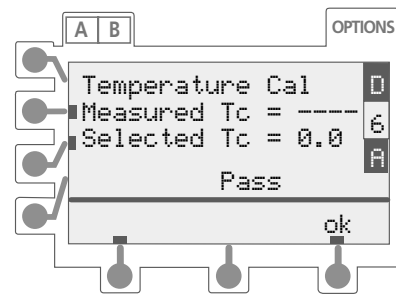 A B
OPTIONS
Temperature Cal
D
Measured Tc = ----
6
Selected Tc = 0.0
A
Pass
ok